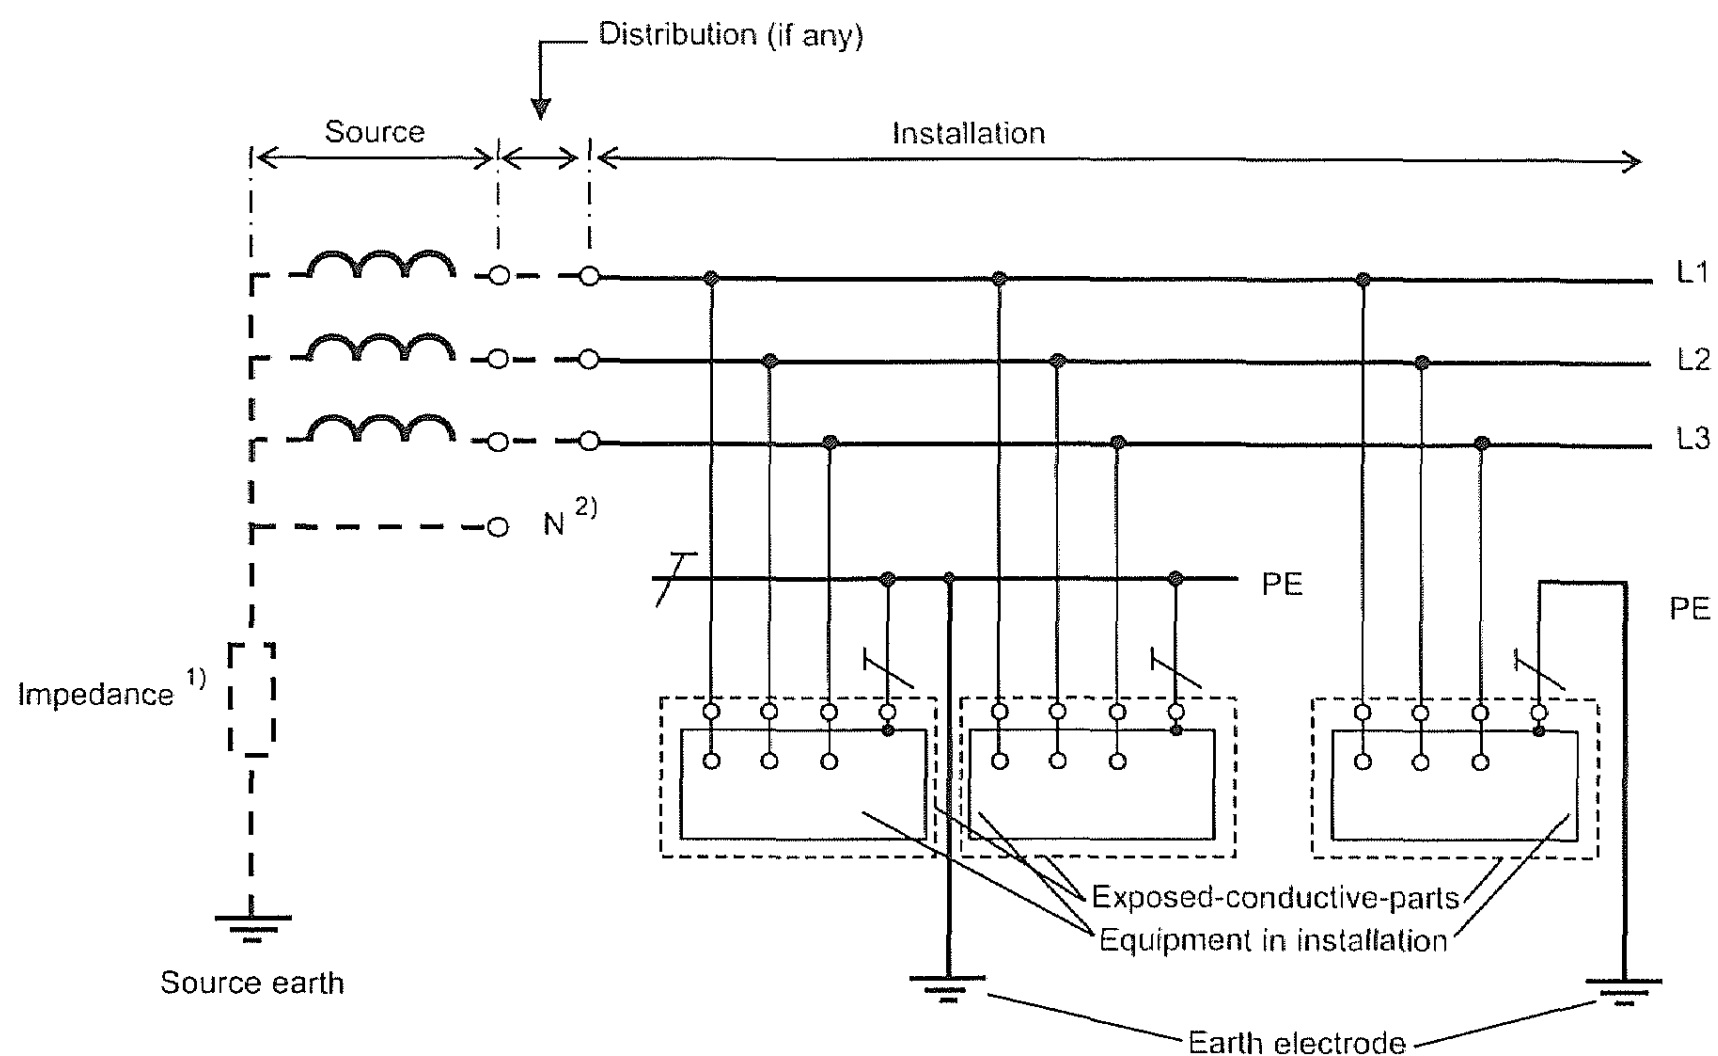 Distribution (if any)
Source
Installation
L1
L2
L3
N 2)
PE
PE
Impedance 1)
Exposed-conductive-parts
Equipment in installation
Source earth
Earth electrode